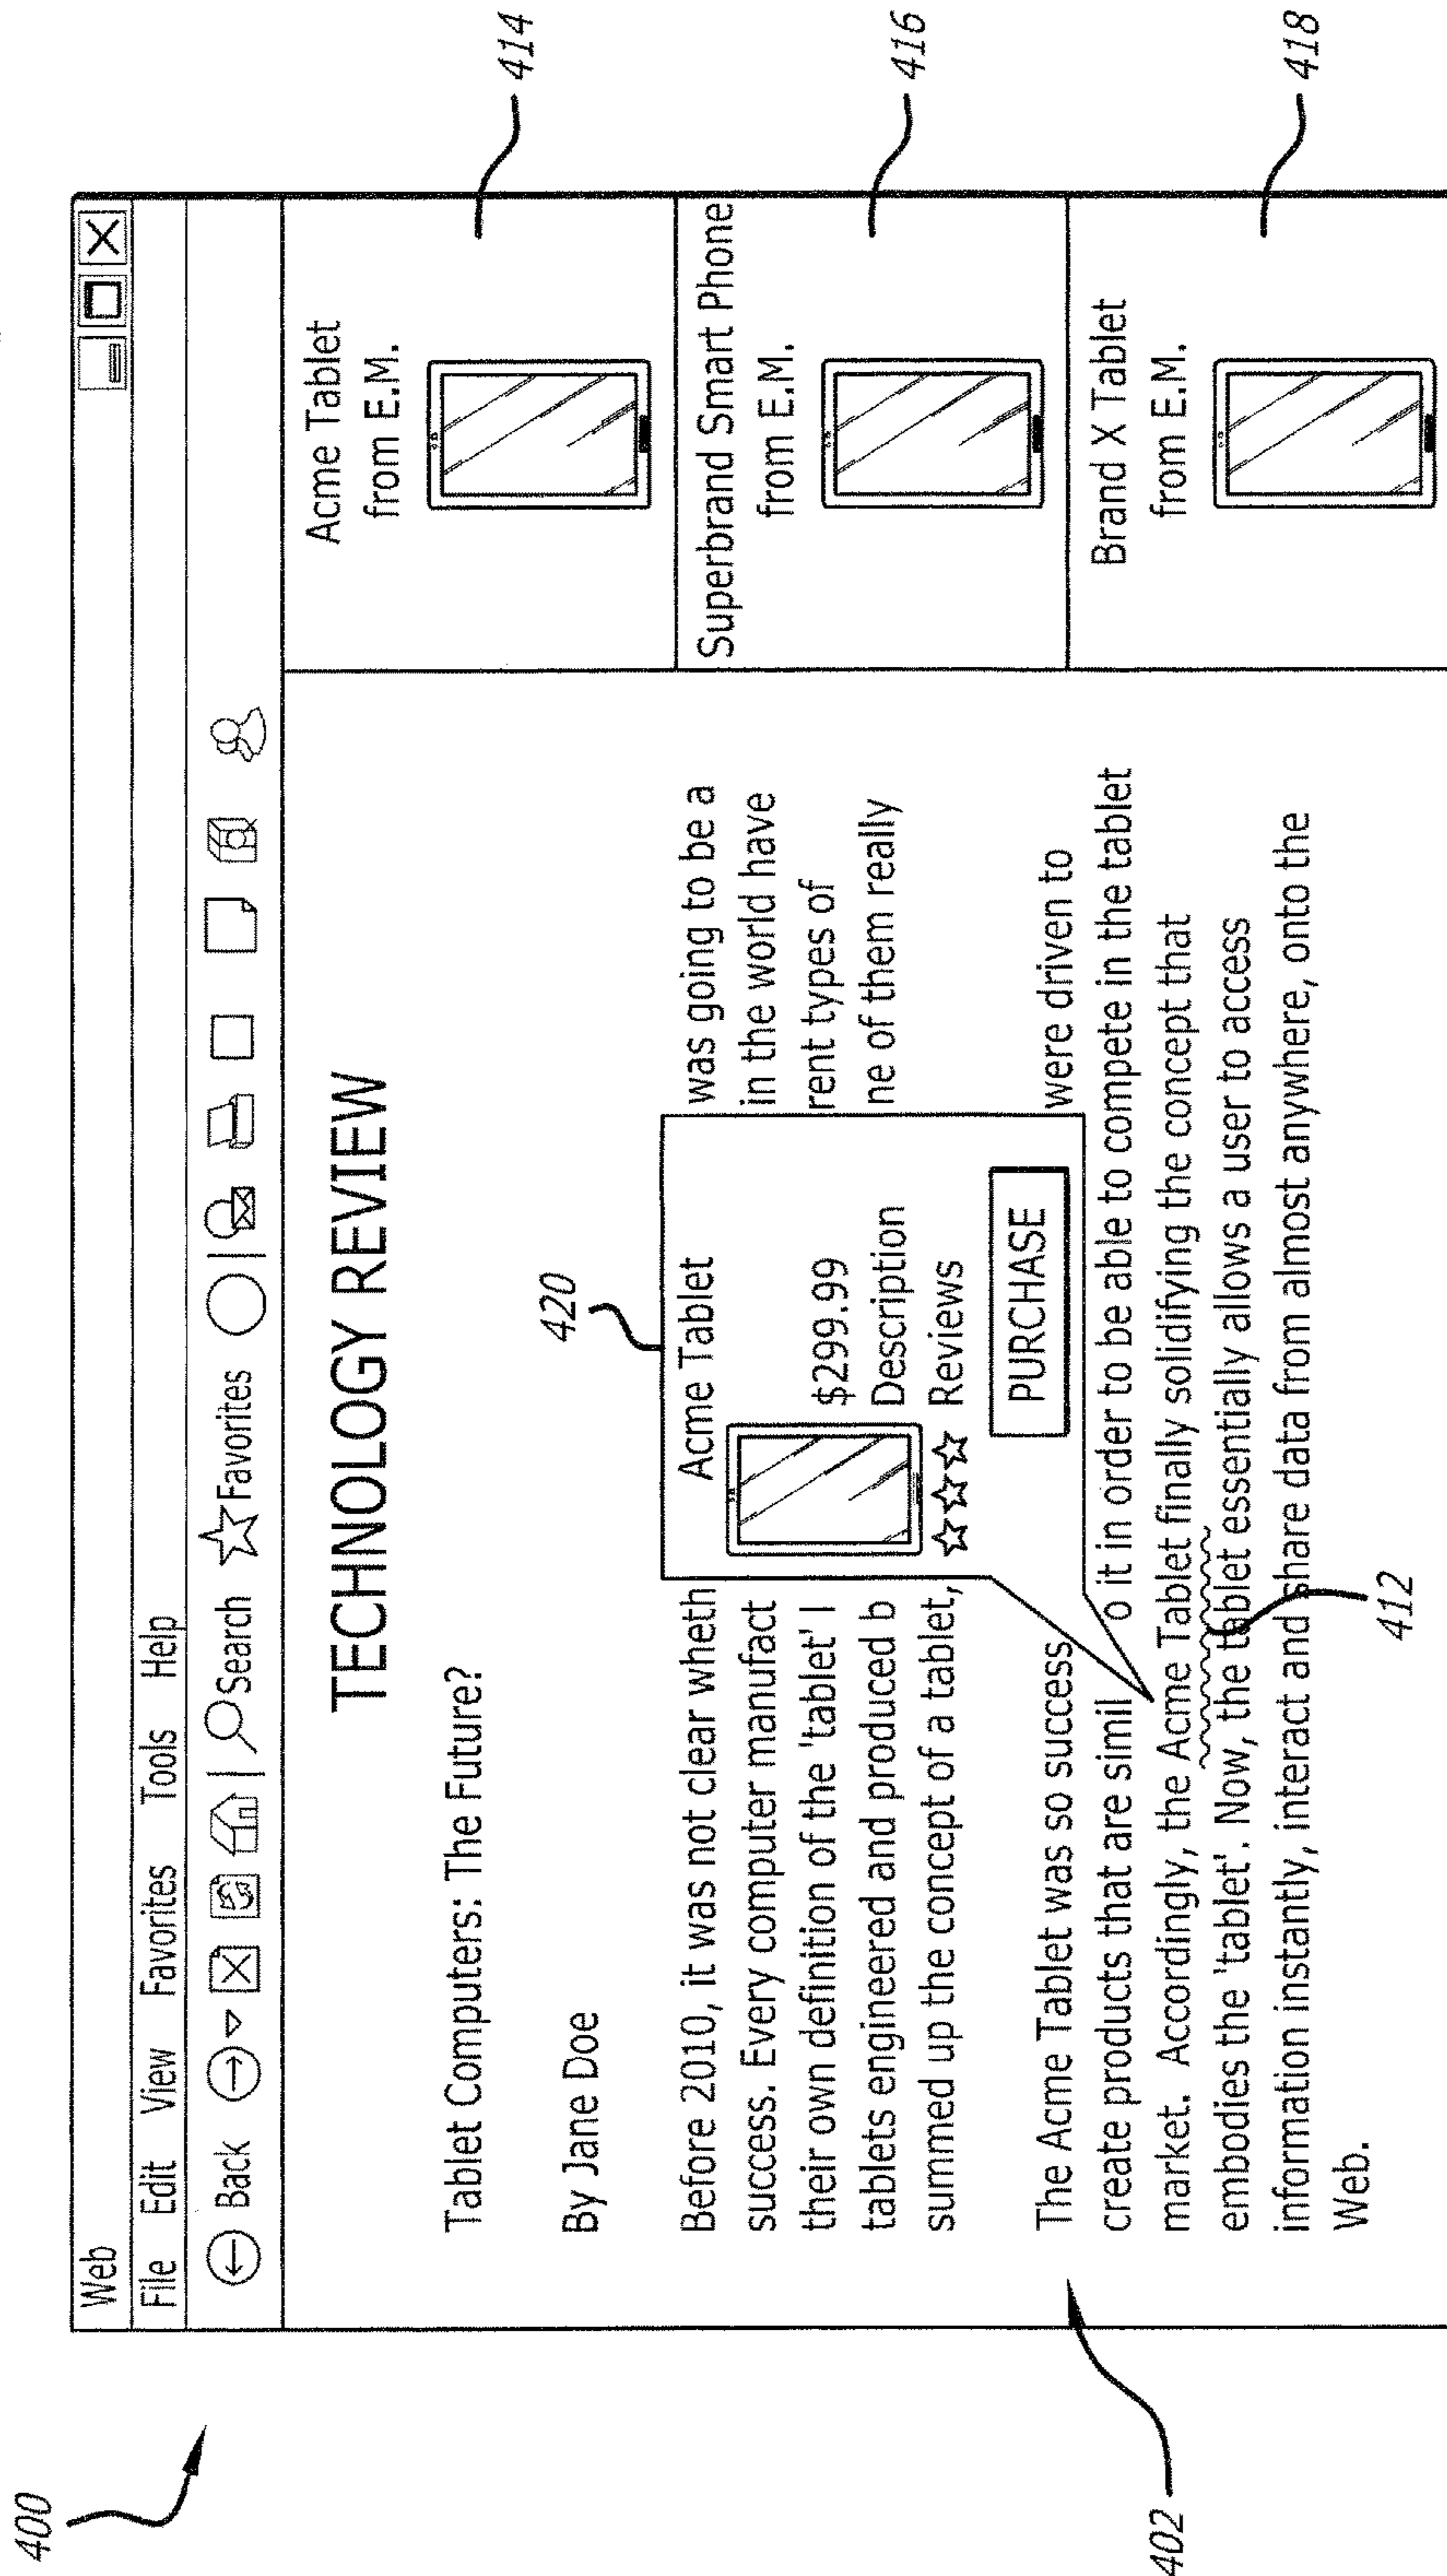 400
Web
File Edit View Favorites Tools Help
Back Search Favorites
TECHNOLOGY REVIEW
Tablet Computers: The Future?
By Jane Doe
420
Before 2010, it was not clear wheth was going to be a
success. Every computer manufact in the world have
their own definition of the 'tablet' l rent types of
tablets engineered and produced b ne of them really
summed up the concept of a tablet,
Acme Tablet
$299.99
Description
Reviews
PURCHASE
The Acme Tablet was so success were driven to
create products that are simil o it in order to be able to compete in the tablet
market. Accordingly, the Acme Tablet finally solidifying the concept that
embodies the 'tablet'. Now, the tablet essentially allows a user to access
information instantly, interact and share data from almost anywhere, onto the
Web.
402
412
Acme Tablet
from E.M.
414
Superbrand Smart Phone
from E.M.
416
Brand X Tablet
from E.M.
418